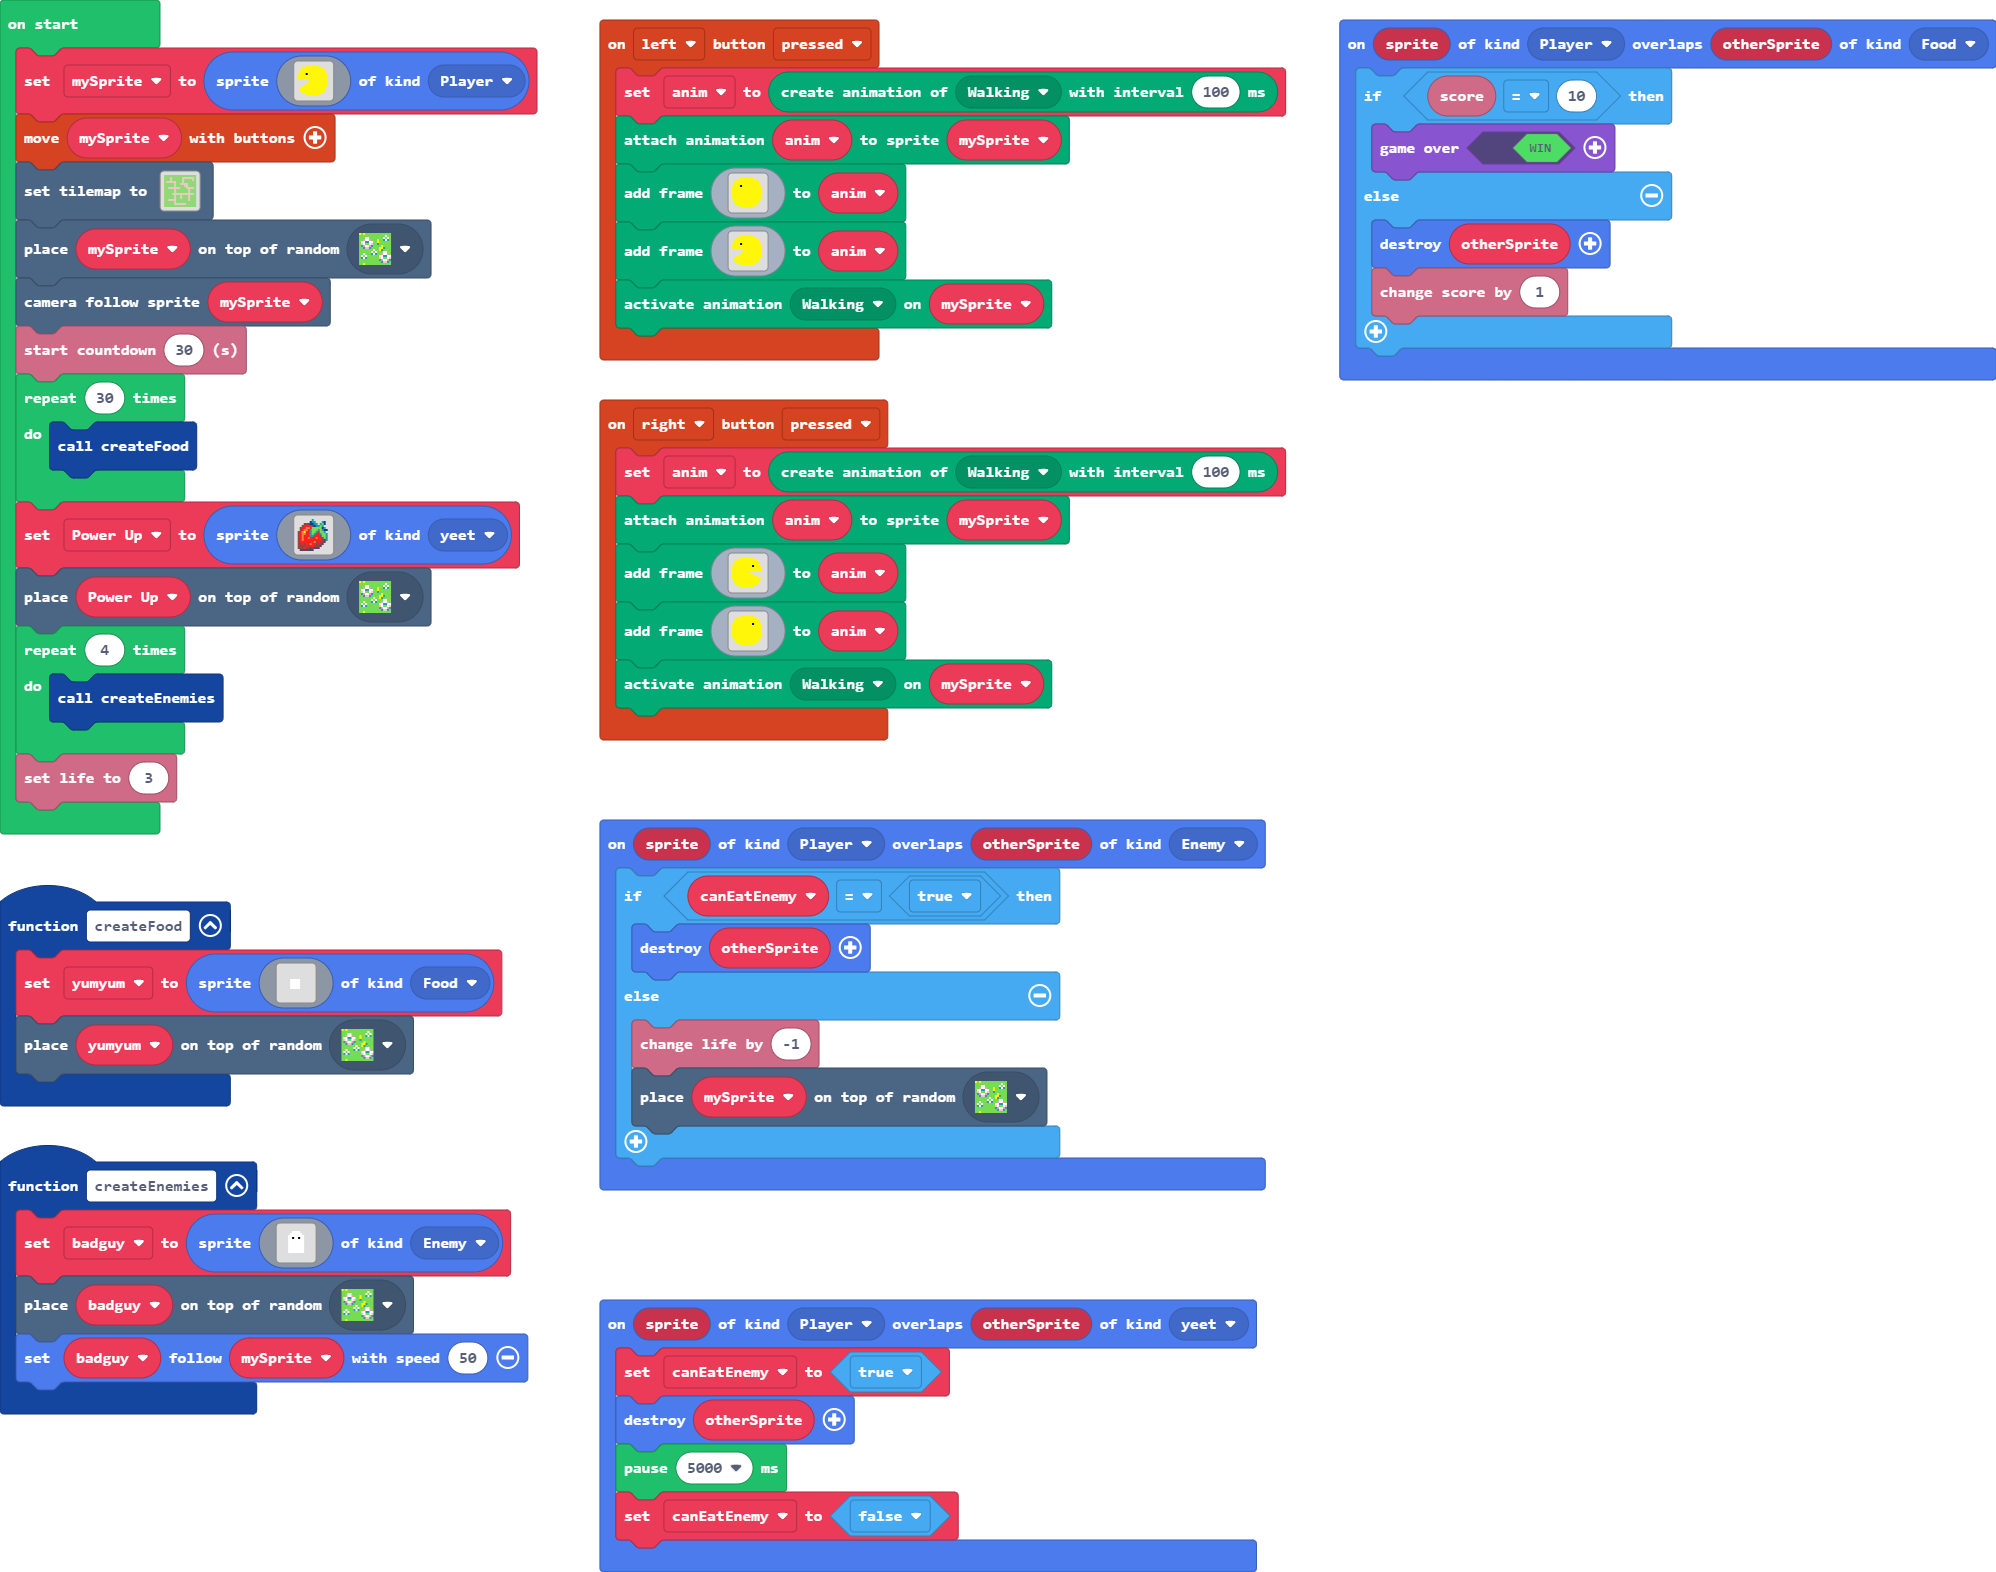 on start
set mySprite to sprite of kind Player
move mySprite with buttons
set tilemap to
place mySprite on top of random
camera follow sprite mySprite
start countdown 30 (s)
repeat 30 times
do
call createFood
set Power Up to sprite of kind yeet
place Power Up on top of random
repeat 4 times
do
call createEnemies
set life to 3
function createFood
set yumyum to sprite of kind Food
place yumyum on top of random
function createEnemies
set badguy to sprite of kind Enemy
place badguy on top of random
set badguy follow mySprite with speed 50
on left button pressed
set anim to create animation of Walking with interval 100 ms
attach animation anim to sprite mySprite
add frame to anim
add frame to anim
activate animation Walking on mySprite
on right button pressed
set anim to create animation of Walking with interval 100 ms
attach animation anim to sprite mySprite
add frame to anim
add frame to anim
activate animation Walking on mySprite
on sprite of kind Player overlaps otherSprite of kind Enemy
if canEatEnemy = true then
destroy otherSprite
else
change life by -1
place mySprite on top of random
on sprite of kind Player overlaps otherSprite of kind yeet
set canEatEnemy to true
destroy otherSprite
pause 5000 ms
set canEatEnemy to false
on sprite of kind Player overlaps otherSprite of kind Food
if score = 10 then
game over WIN
else
destroy otherSprite
change score by 1